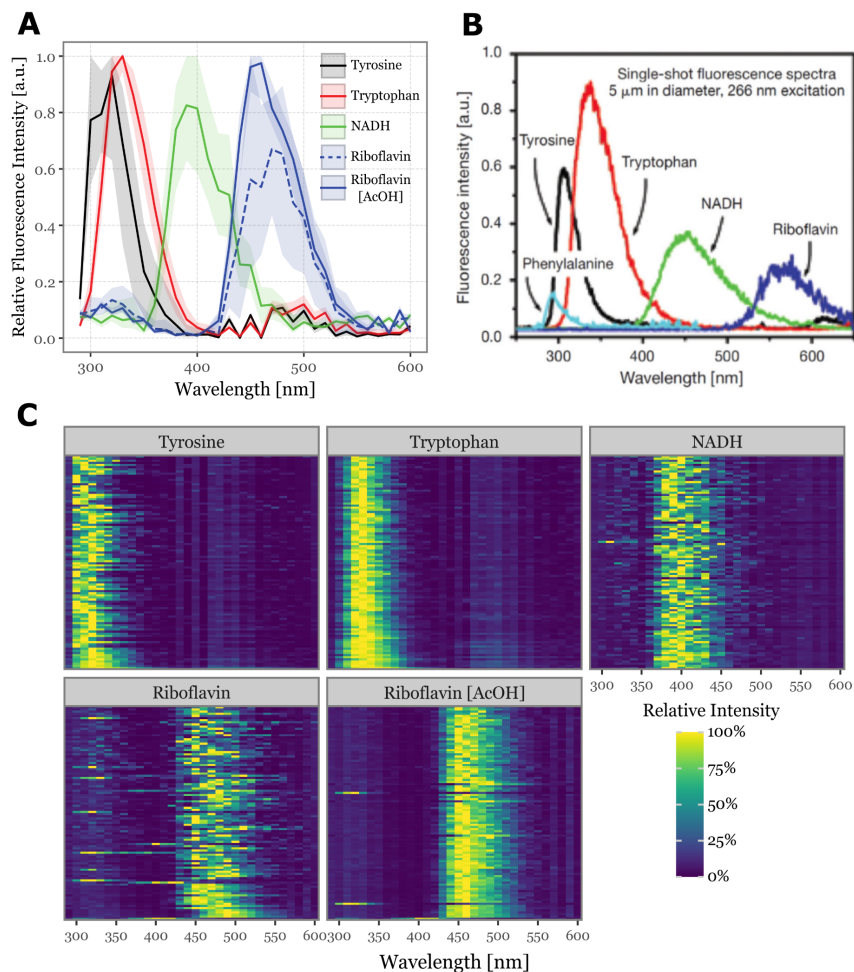 A
Relative Fluorescence Intensity [a.u.]
1.0
0.8
0.6
0.4
0.2
0.0
Tyrosine
Tryptophan
NADH
Riboflavin
Riboflavin
[AcOH]
300
400
500
600
Wavelength [nm]
B
Fluorescence intensity [a.u.]
1.0
0.8
0.6
0.4
0.2
0.0
Single-shot fluorescence spectra
5 μm in diameter, 266 nm excitation
Tyrosine
Tryptophan
NADH
Riboflavin
Phenylalanine
300
400
500
600
Wavelength [nm]
C
Tyrosine
Tryptophan
NADH
300 350 400 450 500 550 600
Riboflavin
Riboflavin [AcOH]
300 350 400 450 500 550 600
300 350 400 450 500 550 600
Wavelength [nm]
Relative Intensity
100%
75%
50%
25%
0%